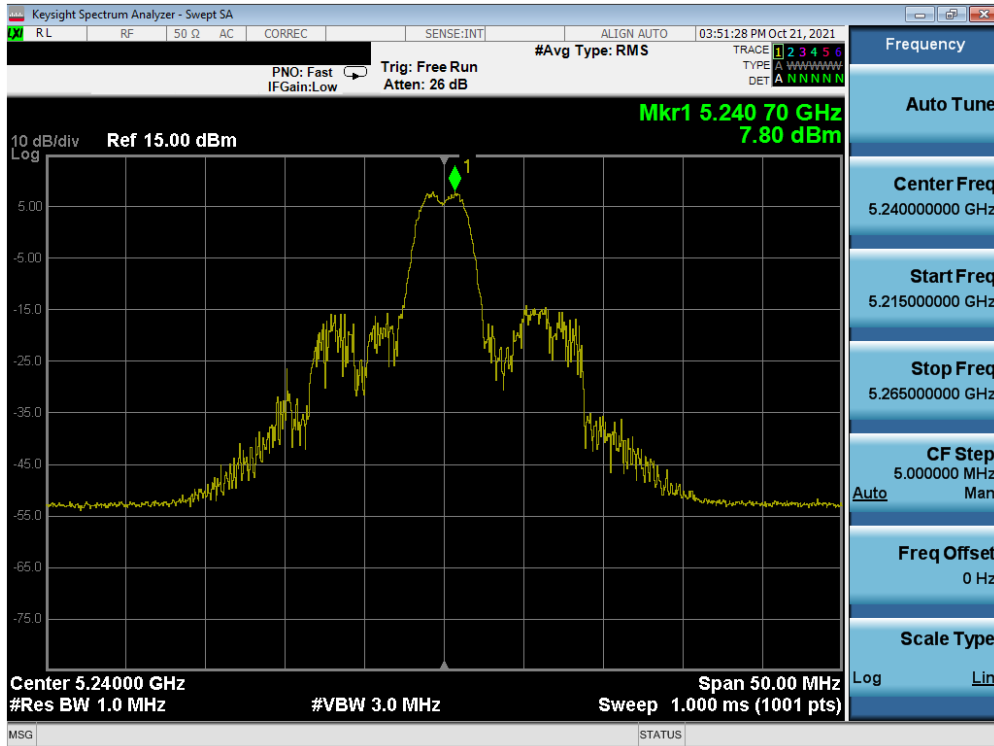 Keysight Spectrum Analyzer - Swept SA
LXI RL RF 50 Ω AC CORREC SENSE:INT ALIGN AUTO 03:51:28 PM Oct 21, 2021
PNO: Fast
IFGain:Low
Trig: Free Run
Atten: 26 dB
#Avg Type: RMS
TRACE 1 2 3 4 5 6
TYPE A WWWWW
DET A N N N N N
Mkr1 5.240 70 GHz
7.80 dBm
10 dB/div
Log
Ref 15.00 dBm
1
5.00
-5.00
-15.0
-25.0
-35.0
-45.0
-55.0
-65.0
-75.0
Center 5.24000 GHz
Span 50.00 MHz
#Res BW 1.0 MHz
#VBW 3.0 MHz
Sweep 1.000 ms (1001 pts)
MSG STATUS
Frequency
Auto Tune
Center Freq
5.240000000 GHz
Start Freq
5.215000000 GHz
Stop Freq
5.265000000 GHz
CF Step
5.000000 MHz
Auto Man
Freq Offset
0 Hz
Scale Type
Log Lin